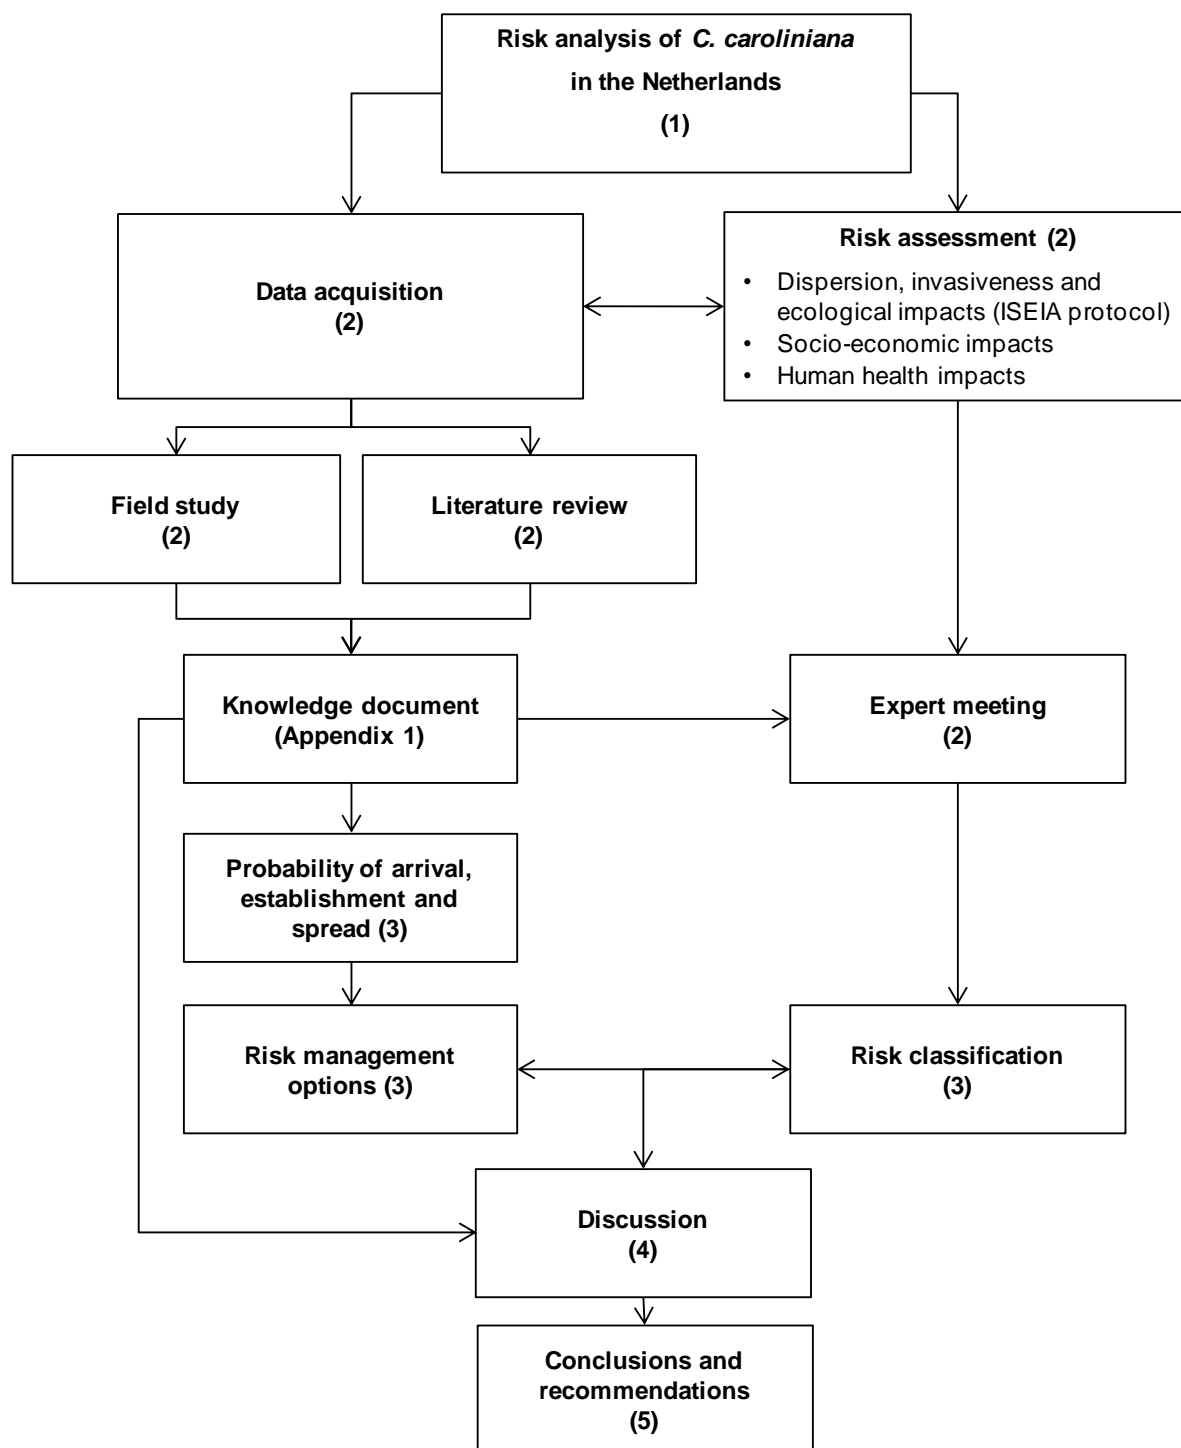 Risk analysis of C. caroliniana
in the Netherlands
(1)
Data acquisition
(2)
Risk assessment (2)
• Dispersion, invasiveness and
ecological impacts (ISEIA protocol)
• Socio-economic impacts
• Human health impacts
Field study
(2)
Literature review
(2)
Knowledge document
(Appendix 1)
Expert meeting
(2)
Probability of arrival,
establishment and
spread (3)
Risk management
options (3)
Risk classification
(3)
Discussion
(4)
Conclusions and
recommendations
(5)